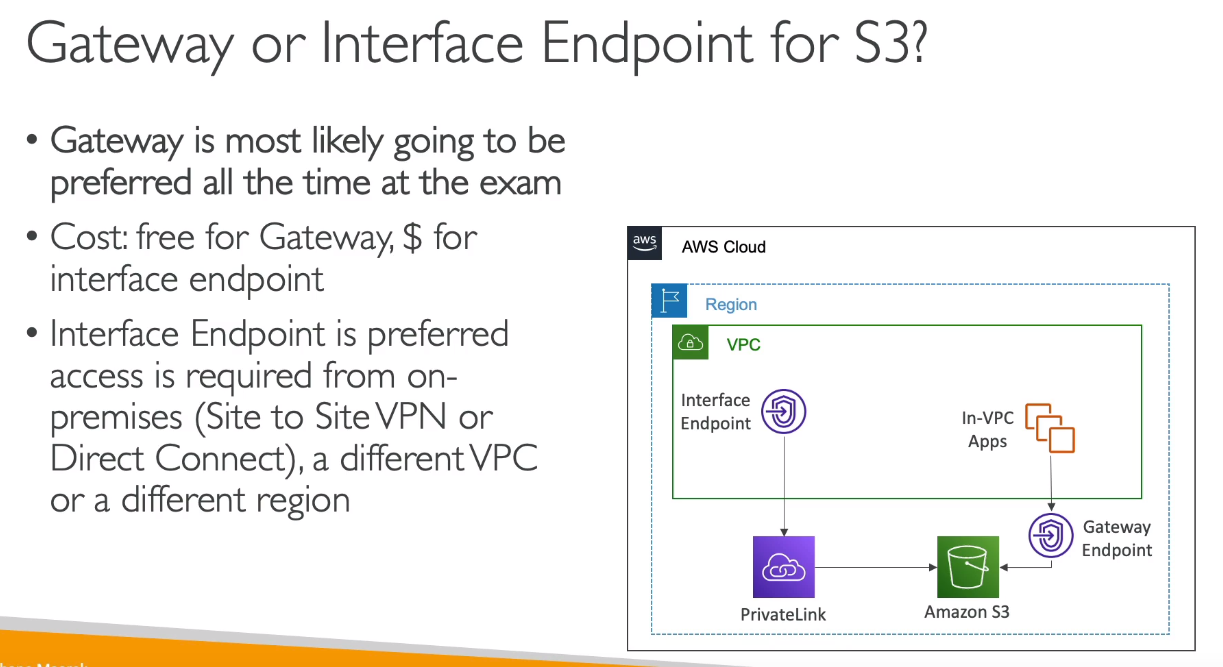 Gateway or Interface Endpoint for S3?
• Gateway is most likely going to be
preferred all the time at the exam
• Cost: free for Gateway, $ for
interface endpoint
• Interface Endpoint is preferred
access is required from on-
premises (Site to Site VPN or
Direct Connect), a different VPC
or a different region
aws
AWS Cloud
Region
VPC
Interface
Endpoint
In-VPC
Apps
Gateway
Endpoint
PrivateLink
Amazon S3